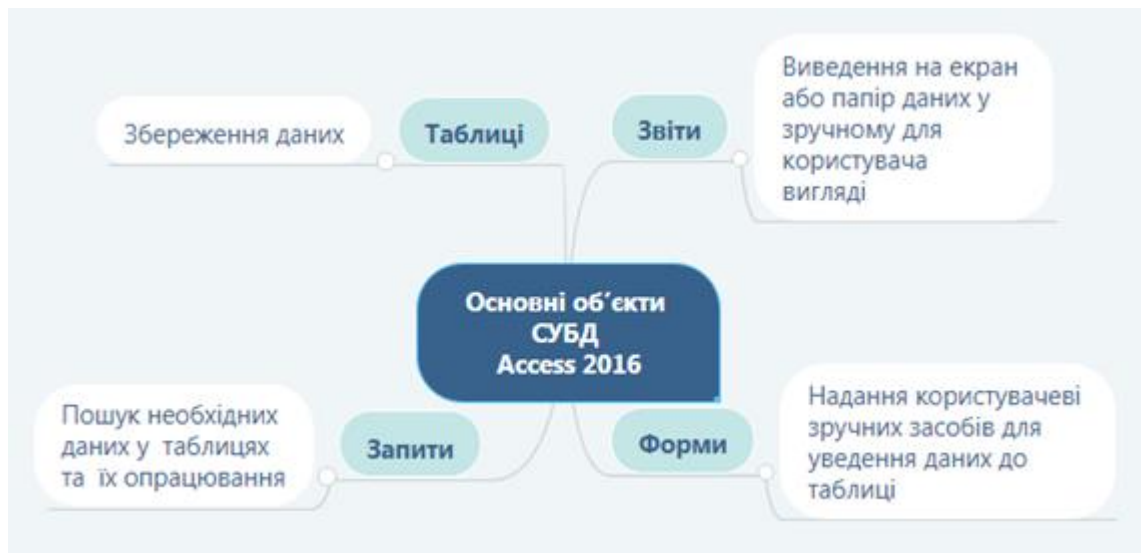 Збереження даних
Таблиці
Звіти
Виведення на екран
або папір даних у
зручному для
користувача
вигляді
Основні об´єкти
СУБД
Access 2016
Пошук необхідних
даних у таблицях
та їх опрацювання
Запити
Форми
Надання користувачеві
зручних засобів для
уведення даних до
таблиці